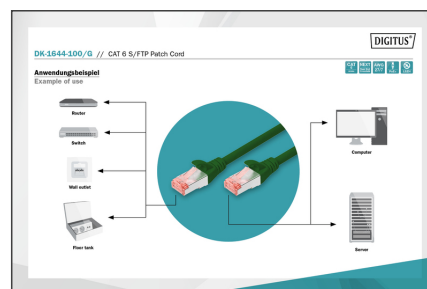 DIGITUS®
DK-1644-100/G // CAT 6 S/FTP Patch Cord
Anwendungsbeispiel
Example of use
Router
Switch
Wall outlet
Floor tank
Computer
Server